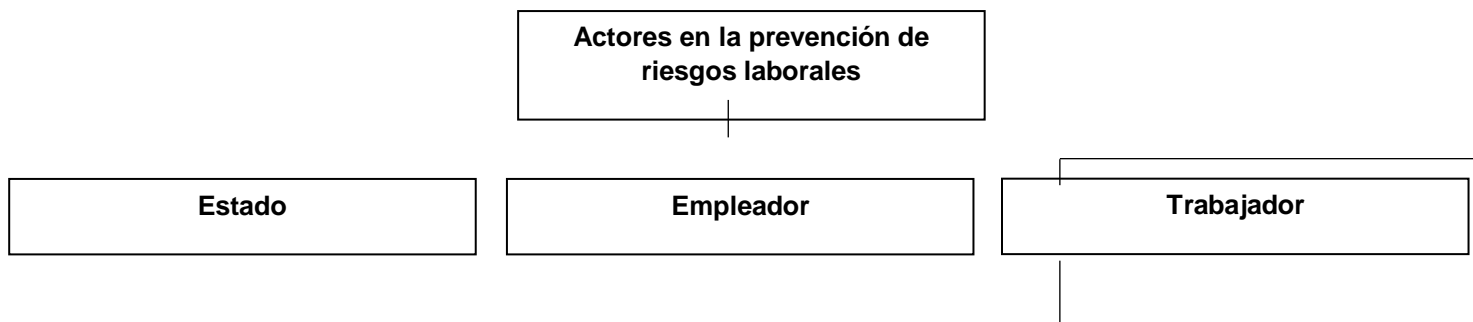 Actores en la prevención de
riesgos laborales
Estado
Empleador
Trabajador